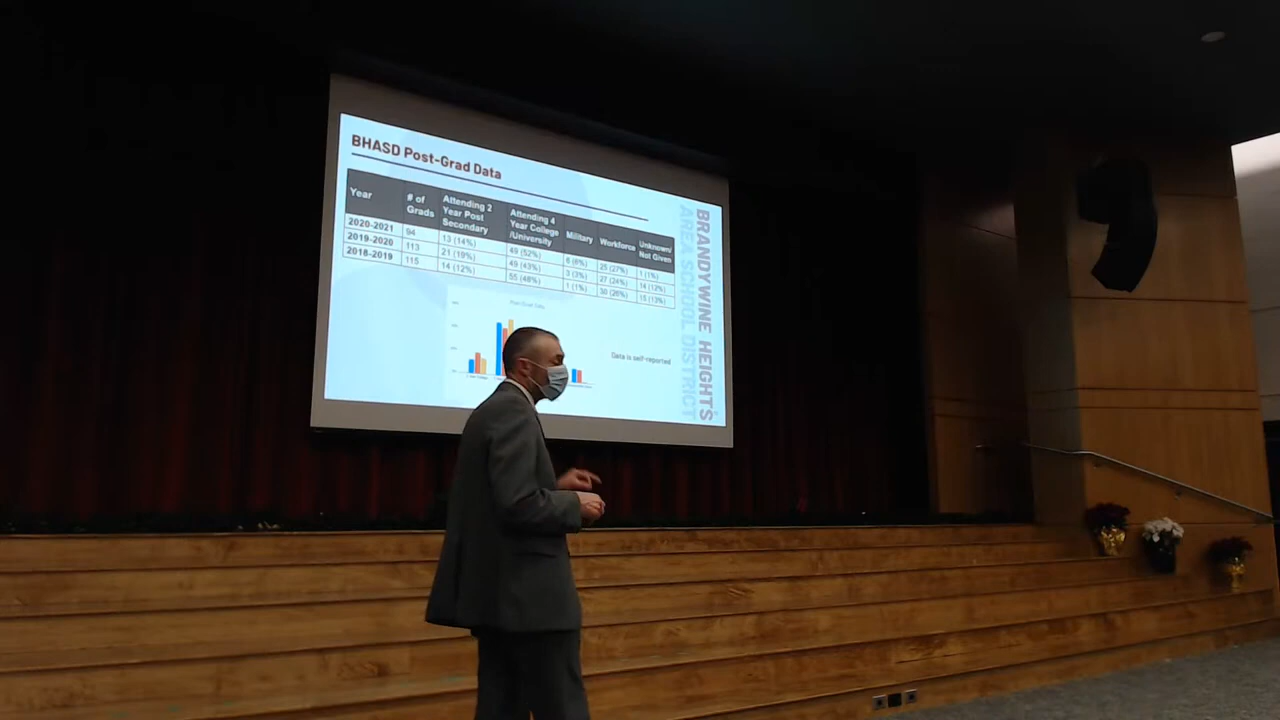 BHASD Post-Grad Data
Year # of Grads Attending 2 Year Post Secondary Attending 4 Year College /University Military Workforce Unknown/ Not Given
2020-2021 94 13 (14%) 49 (52%) 6 (6%) 25 (27%) 1 (1%)
2019-2020 113 21 (19%) 49 (43%) 3 (3%) 27 (24%) 14 (12%)
2018-2019 115 14 (12%) 55 (48%) 1 (1%) 30 (26%) 15 (13%)
Post-Grad Data
Data is self-reported
BRANDYWINE HEIGHTS
AREA SCHOOL DISTRICT